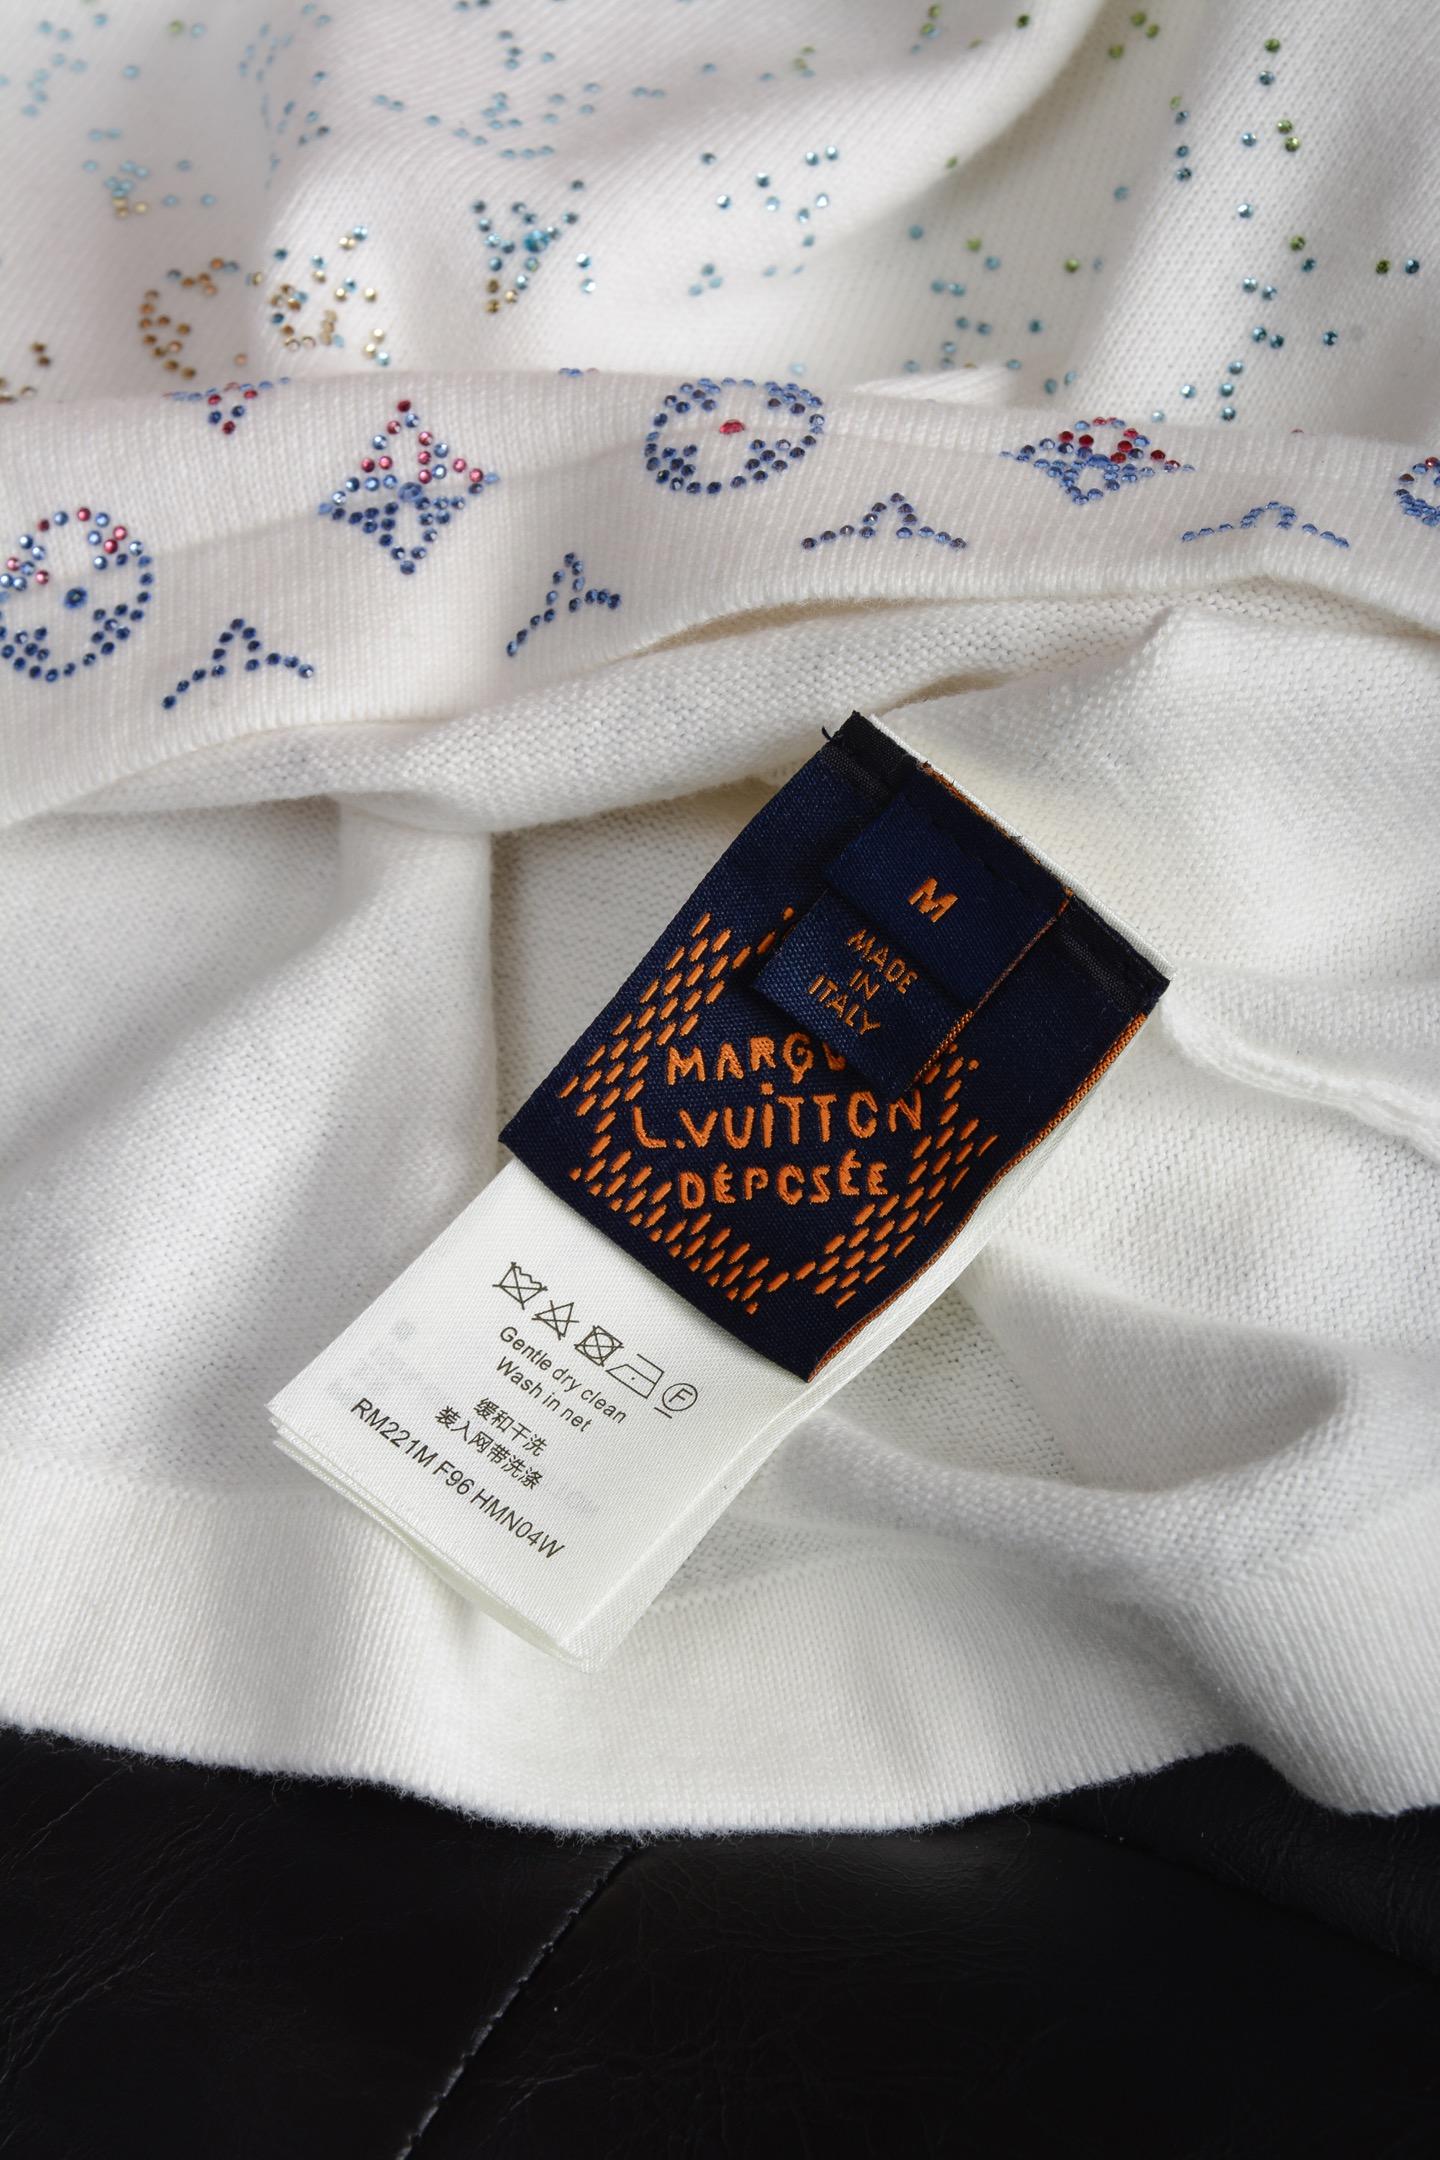 M
MADE
IN
ITALY
L.VUITTON
DÉPOSÉE
F
Gentle dry clean
Wash in net
缓和干洗
装入网带洗涤
RM221M F96 HMN04W